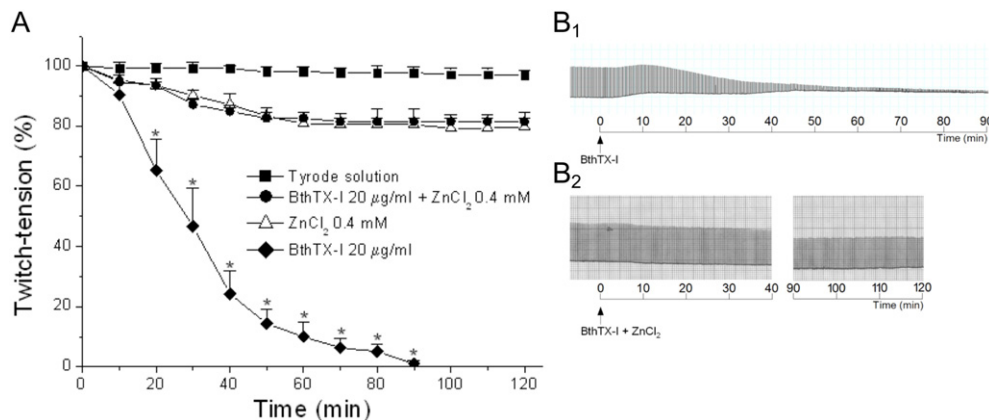 A
Twitch-tension (%)
100
80
60
40
20
0
Tyrode solution
BthTX-I 20 µg/ml + ZnCl₂ 0.4 mM
ZnCl₂ 0.4 mM
BthTX-I 20 µg/ml
* * * * * * * *
0 20 40 60 80 100 120
Time (min)
B₁
0 10 20 30 40 50 60 70 80 90
Time (min)
BthTX-I
B₂
0 10 20 30 40
90 100 110 120
Time (min)
BthTX-I + ZnCl₂